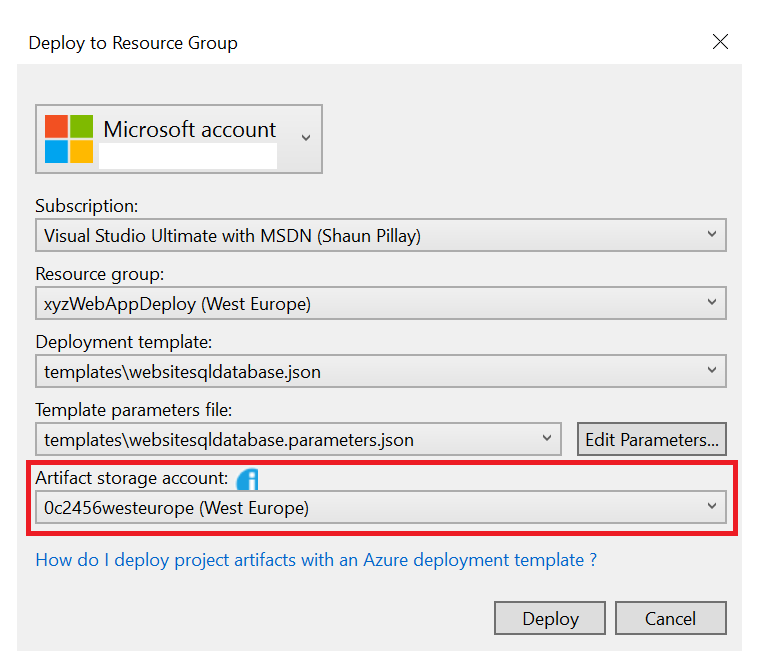 Deploy to Resource Group
Microsoft account
Subscription:
Visual Studio Ultimate with MSDN (Shaun Pillay)
Resource group:
xyzWebAppDeploy (West Europe)
Deployment template:
templates\websitesqldatabase.json
Template parameters file:
templates\websitesqldatabase.parameters.json
Edit Parameters...
Artifact storage account:
0c2456westeurope (West Europe)
How do I deploy project artifacts with an Azure deployment template ?
Deploy
Cancel